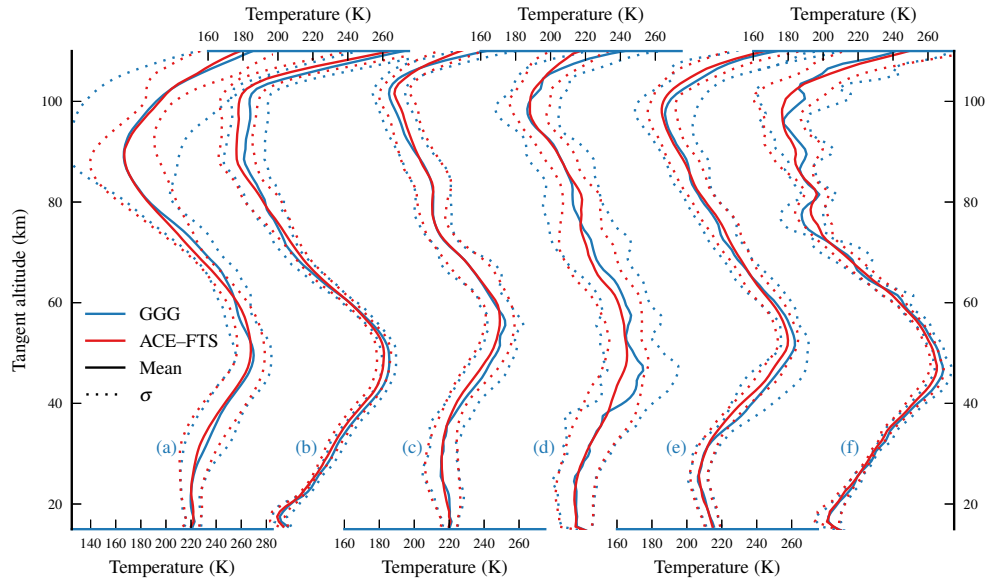 Temperature (K) Temperature (K) Temperature (K)
160 180 200 220 240 260 160 180 200 220 240 260 160 180 200 220 240 260
Tangent altitude (km)
100 100
80 80
60 60
40 40
20 20
GGG
ACE–FTS
Mean
σ
(a) (b) (c) (d) (e) (f)
140 160 180 200 220 240 260 280 160 180 200 220 240 260 160 180 200 220 240 260
Temperature (K) Temperature (K) Temperature (K)